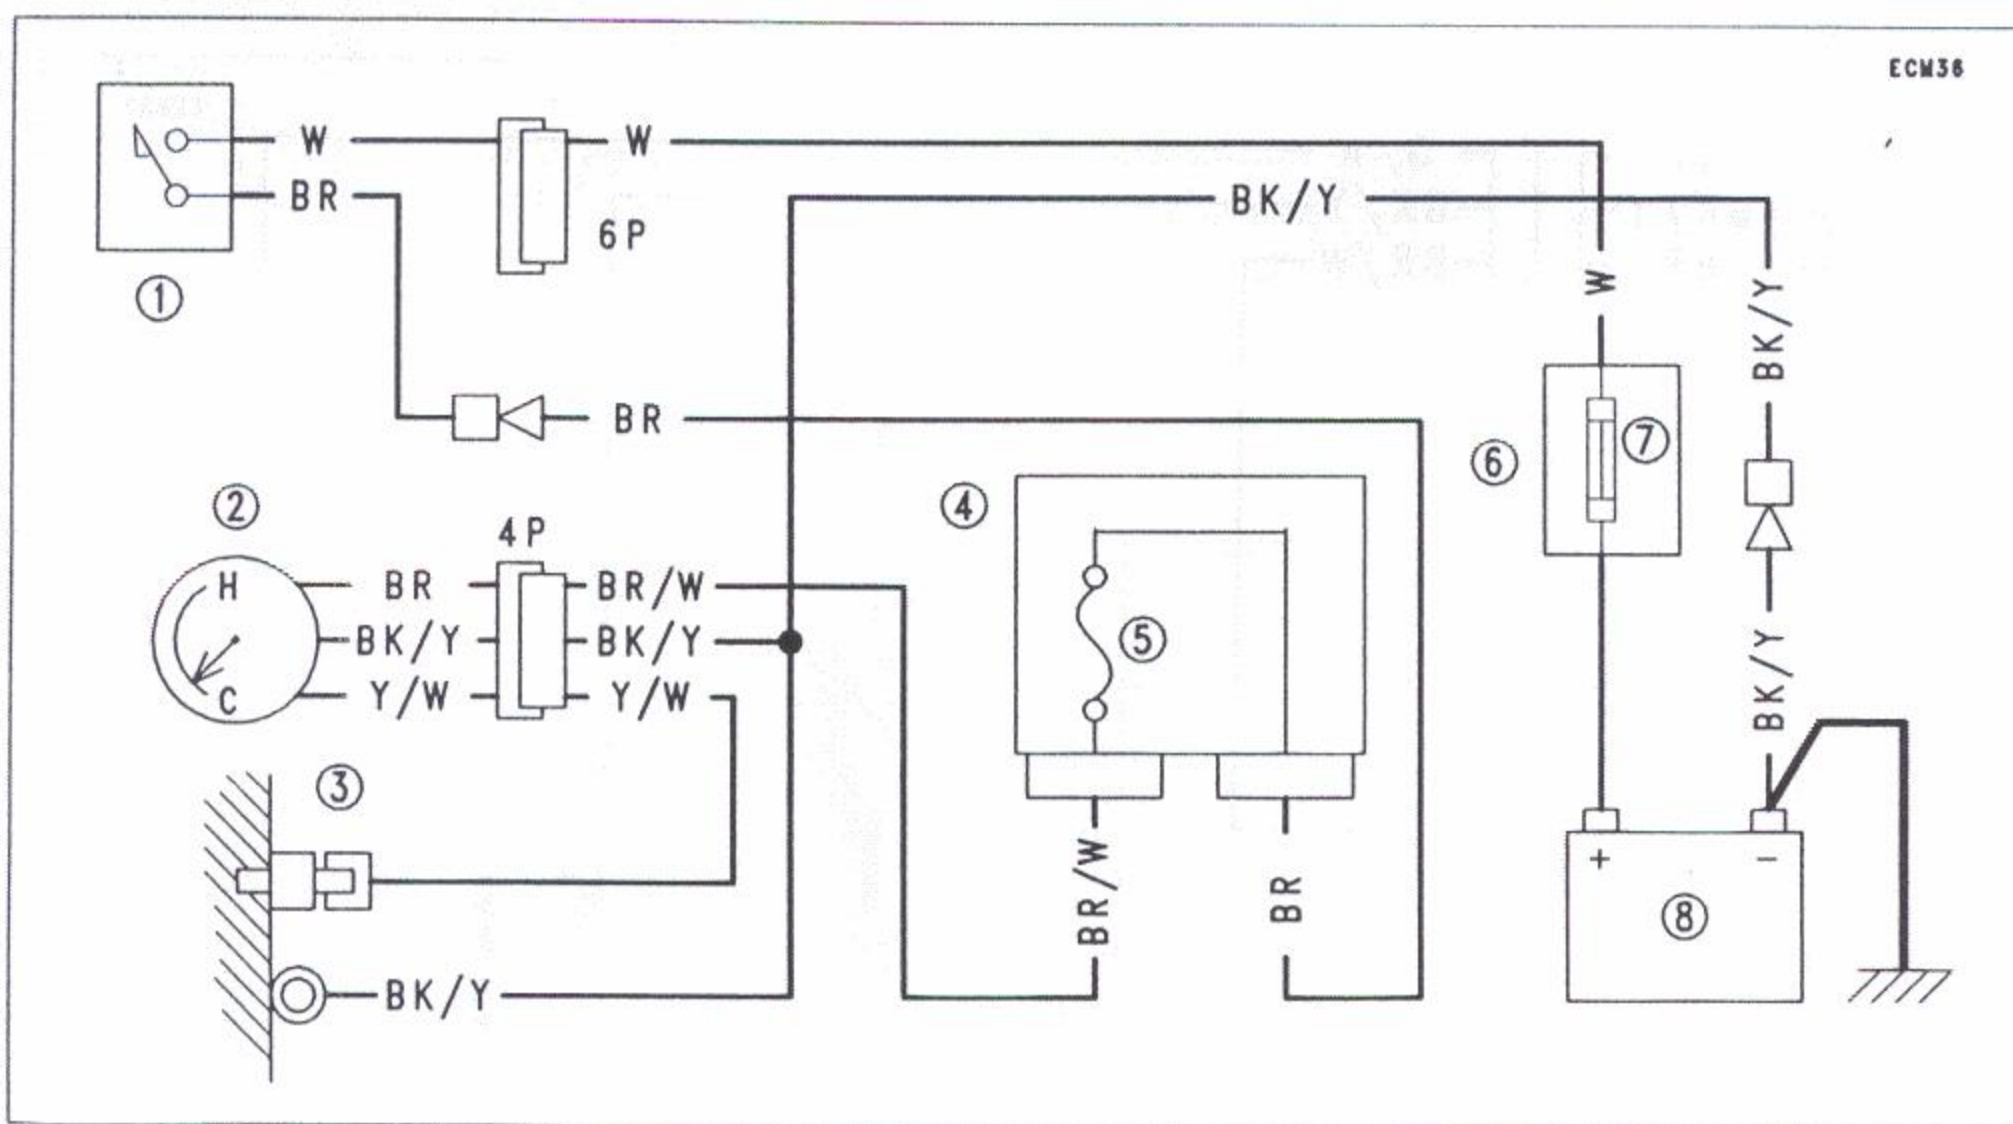 ECM36
W W
BR
6P
BK/Y
①
W
BK/Y
BR
⑦
⑥
②
④
4P
H
BR BR/W
BK/Y BK/Y
⑤
C
Y/W Y/W
BK/Y
③
+ −
BR/W
BR
⑧
BK/Y